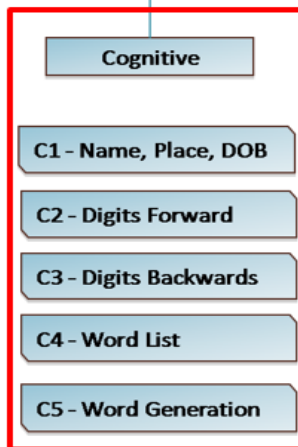 Cognitive
C1 - Name, Place, DOB
C2 - Digits Forward
C3 - Digits Backwards
C4 - Word List
C5 - Word Generation